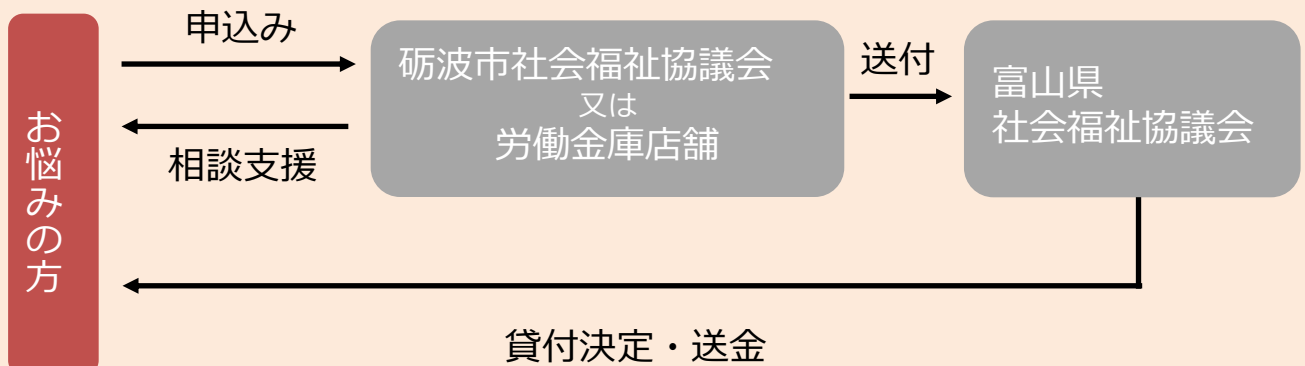 お悩みの方
申込み
相談支援
砺波市社会福祉協議会
又は
労働金庫店舗
送付
富山県
社会福祉協議会
貸付決定・送金